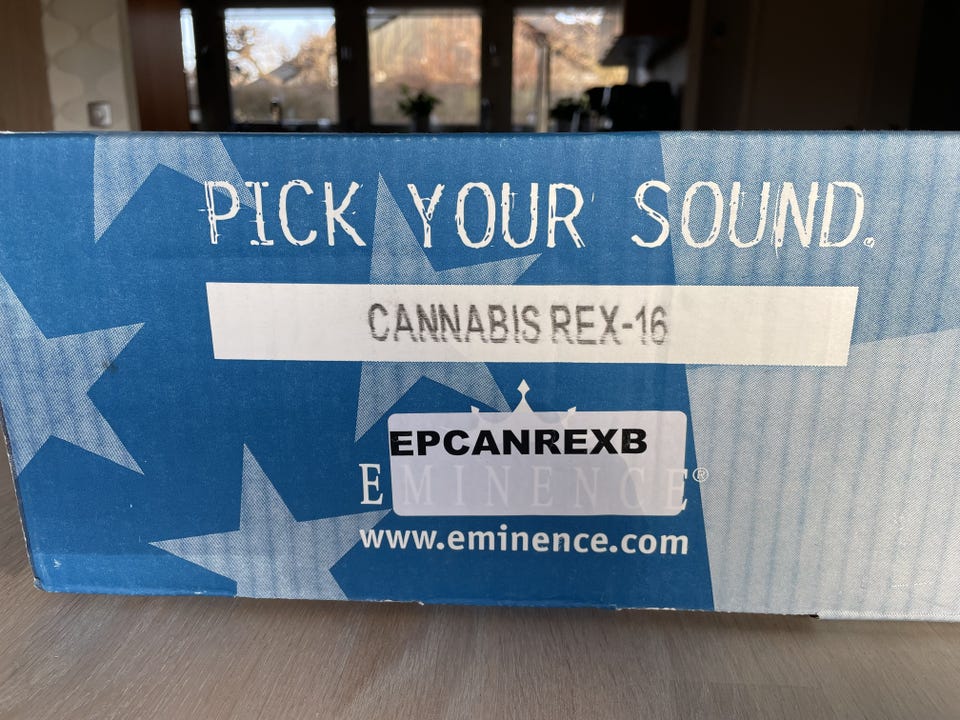 PICK YOUR SOUND.
CANNABIS REX-16
EPCANREXB
EMINENCE®
www.eminence.com